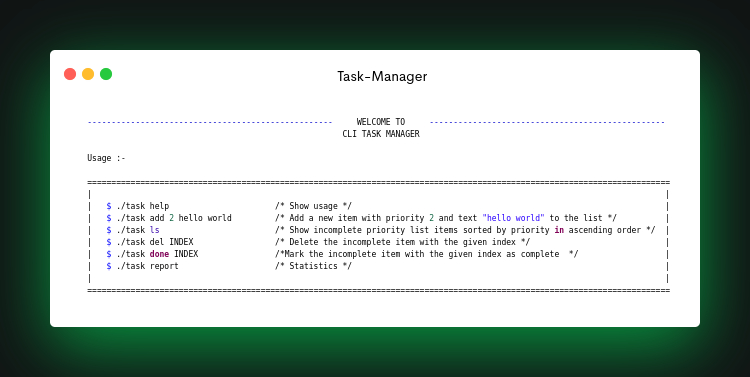 Task-Manager
------------------------------------------------- WELCOME TO -------------------------------------------------
CLI TASK MANAGER
Usage :-
==========================================================================================
|                                                                                        |
| $ ./task help /* Show usage */ |
| $ ./task add 2 hello world /* Add a new item with priority 2 and text "hello world" to the list */ |
| $ ./task ls /* Show incomplete priority list items sorted by priority in ascending order */ |
| $ ./task del INDEX /* Delete the incomplete item with the given index */ |
| $ ./task done INDEX /*Mark the incomplete item with the given index as complete */ |
| $ ./task report /* Statistics */ |
|                                                                                        |
==========================================================================================